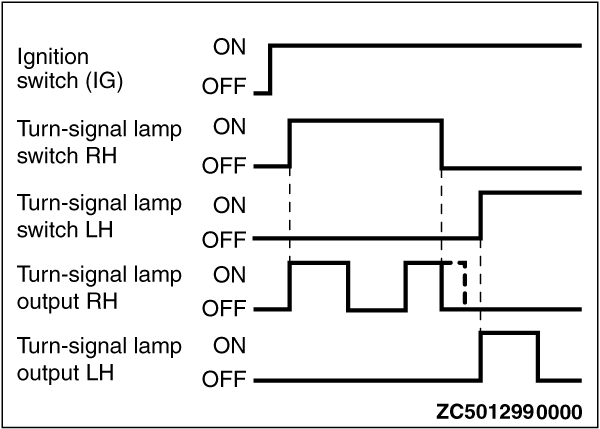 Ignition
switch (IG)
ON
OFF
Turn-signal lamp
switch RH
ON
OFF
Turn-signal lamp
switch LH
ON
OFF
Turn-signal lamp
output RH
ON
OFF
Turn-signal lamp
output LH
ON
OFF
ZC5012990000